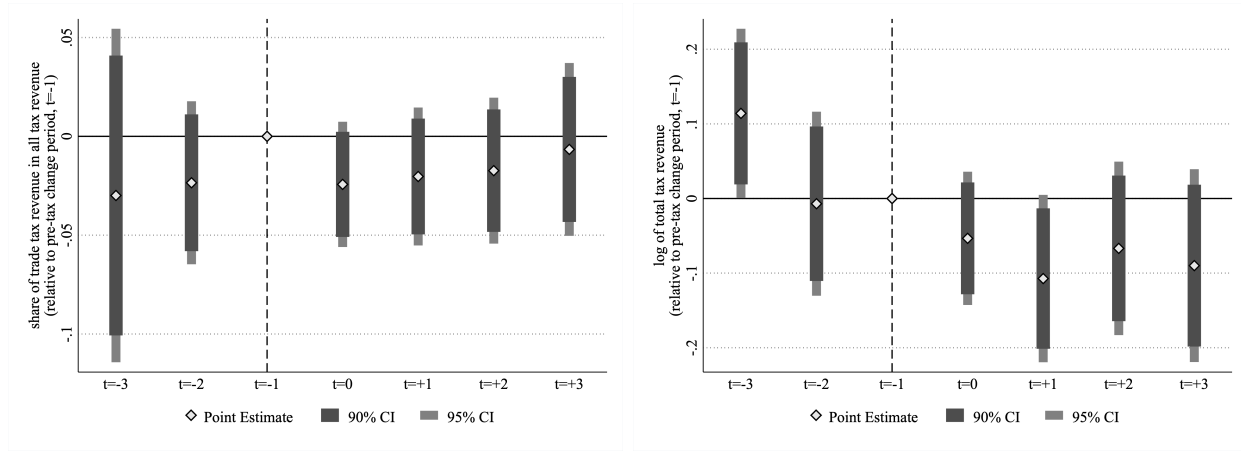 share of trade tax revenue in all tax revenue
(relative to pre-tax change period, t=-1)
.05
0
-.05
-.1
t=-3 t=-2 t=-1 t=0 t=+1 t=+2 t=+3
Point Estimate 90% CI 95% CI
log of total tax revenue
(relative to pre-tax change period, t=-1)
.2
.1
0
-.1
-.2
t=-3 t=-2 t=-1 t=0 t=+1 t=+2 t=+3
Point Estimate 90% CI 95% CI